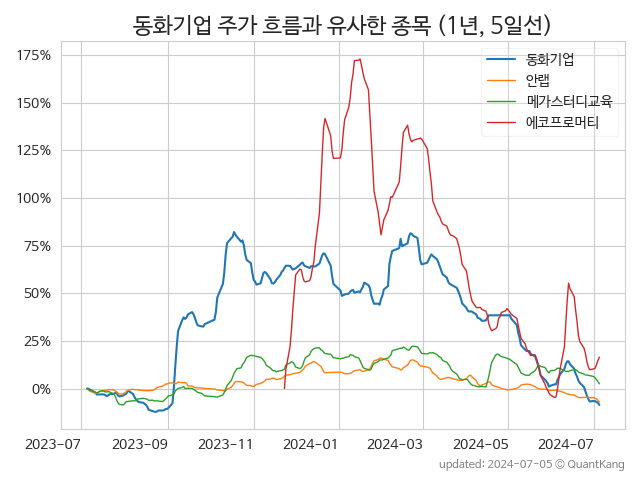 동화기업 주가 흐름과 유사한 종목 (1년, 5일선)
175%
150%
125%
100%
75%
50%
25%
0%
동화기업
안랩
메가스터디교육
에코프로머티
2023-07
2023-09
2023-11
2024-01
2024-03
2024-05
2024-07
updated: 2024-07-05 © QuantKang